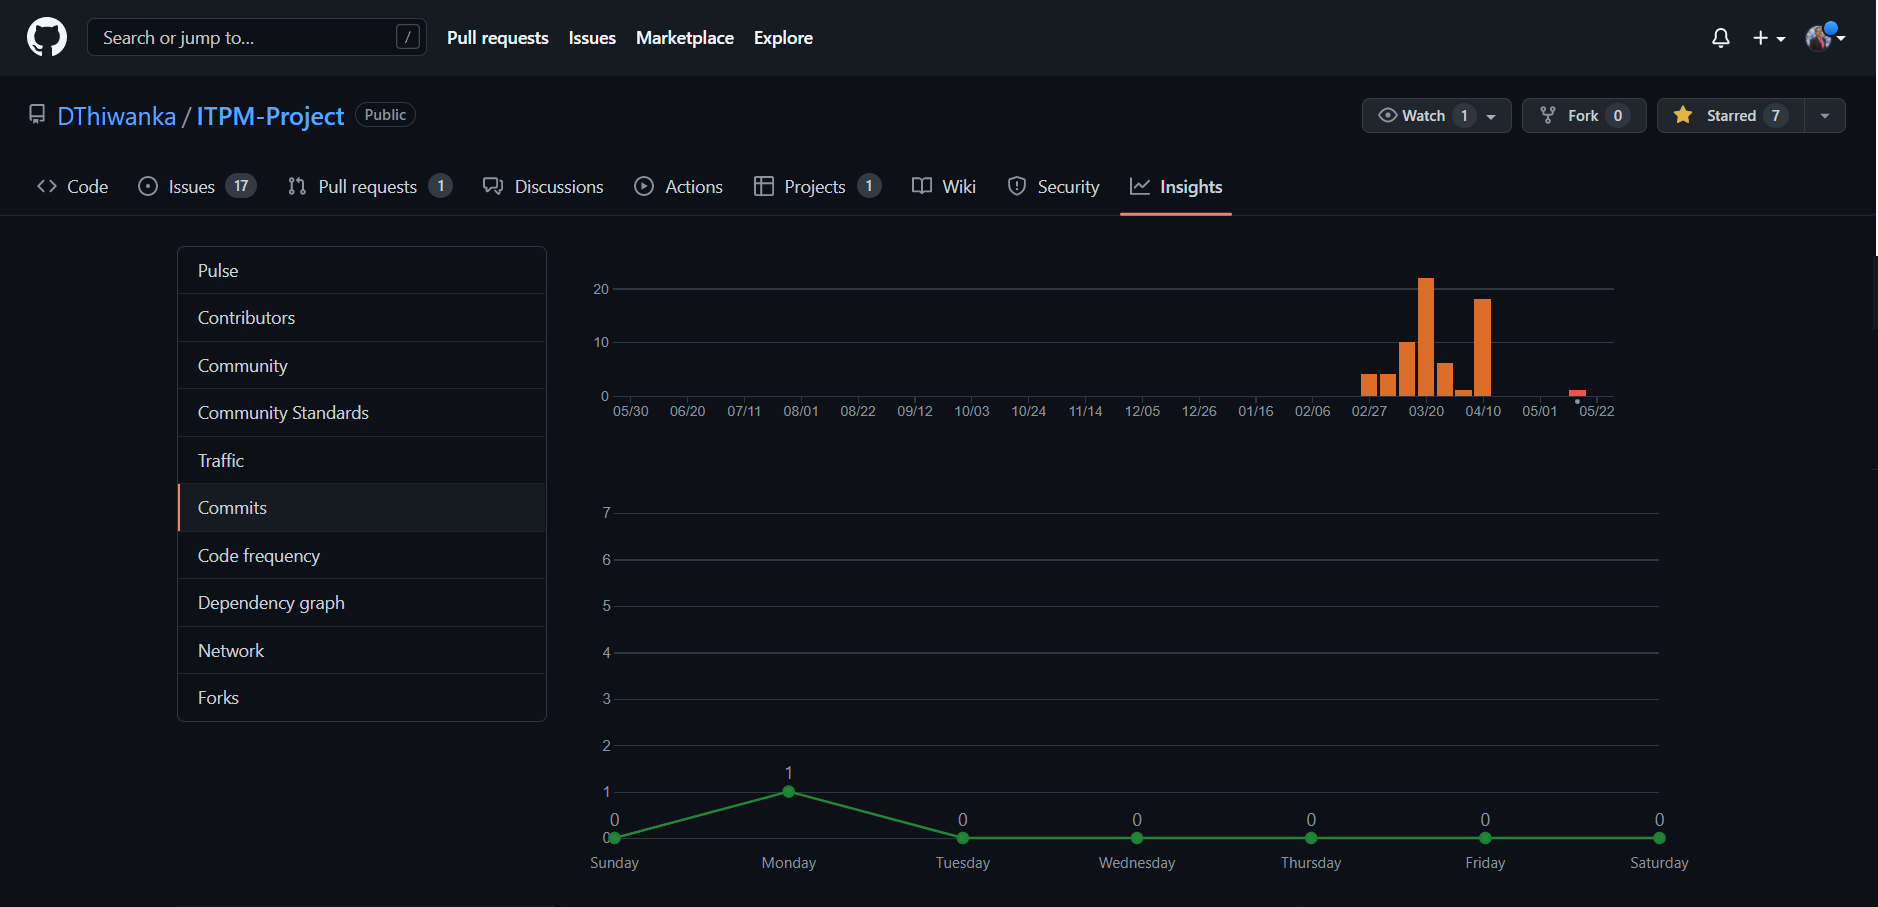 Search or jump to... / Pull requests Issues Marketplace Explore
DThiwanka / ITPM-Project Public Watch 1 Fork 0 Starred 7
Code Issues 17 Pull requests 1 Discussions Actions Projects 1 Wiki Security Insights
Pulse
Contributors
Community
Community Standards
Traffic
Commits
Code frequency
Dependency graph
Network
Forks
20
10
0
05/30 06/20 07/11 08/01 08/22 09/12 10/03 10/24 11/14 12/05 12/26 01/16 02/06 02/27 03/20 04/10 05/01 05/22
7
6
5
4
3
2
1
1
0 0 0 0 0 0
0
Sunday Monday Tuesday Wednesday Thursday Friday Saturday